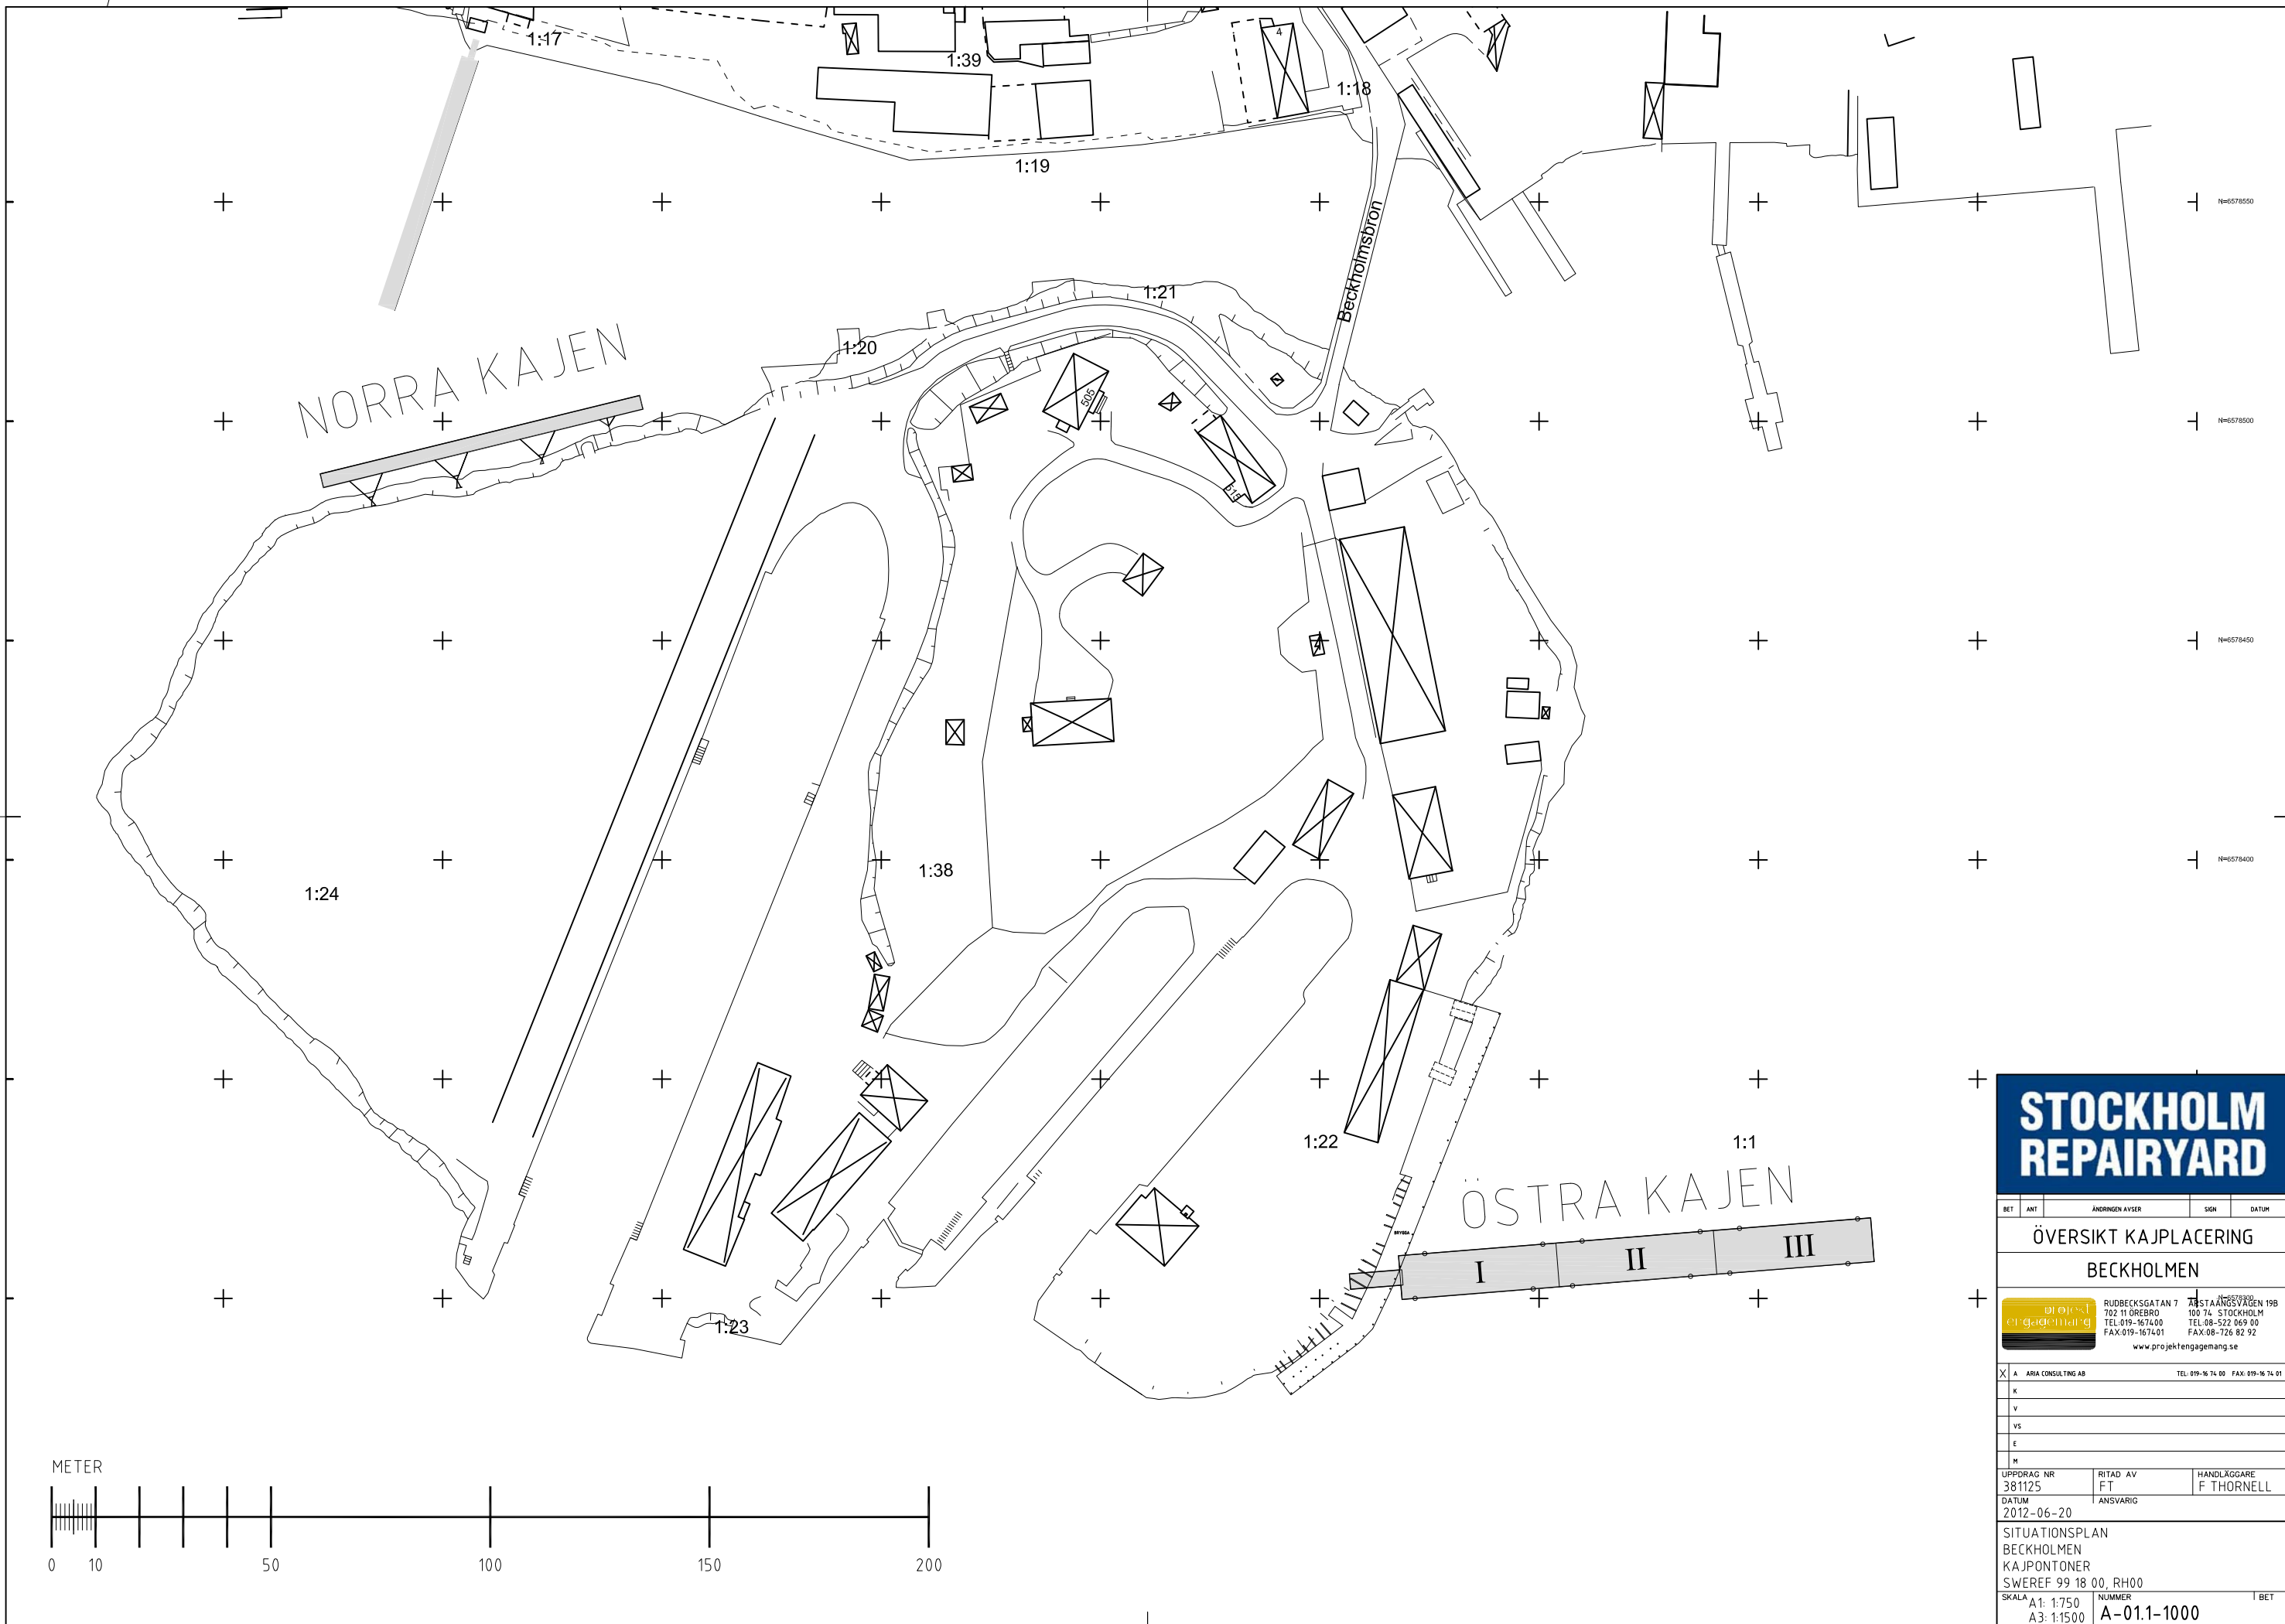 1:17
1:39
4
1:18
1:19
N=6578550
Beckholmsbron
1:21
1:20
NORRA KAJEN
505
N=6578500
515
N=6578450
1:38
N=6578400
1:24
1:22
1:1
ÖSTRA KAJEN
BRYGGA
I
II
III
1:23
METER
0 10 50 100 150 200
STOCKHOLM
REPAIRYARD
BET ANT ÄNDRINGEN AVSER SIGN DATUM
ÖVERSIKT KAJPLACERING
BECKHOLMEN
N=6578300
projekt
engagemang
RUDBECKSGATAN 7 ÅRSTAÄNGSVÄGEN 19B
702 11 ÖREBRO 100 74 STOCKHOLM
TEL:019-167400 TEL:08-522 069 00
FAX:019-167401 FAX:08-726 82 92
www.projektengagemang.se
X A ARIA CONSULTING AB TEL: 019-16 74 00 FAX: 019-16 74 01
K
V
VS
E
M
UPPDRAG NR RITAD AV HANDLÄGGARE
381125 FT F THORNELL
DATUM ANSVARIG
2012-06-20
SITUATIONSPLAN
BECKHOLMEN
KAJPONTONER
SWEREF 99 18 00, RH00
SKALA NUMMER BET
A1: 1:750
A3: 1:1500 A-01.1-1000